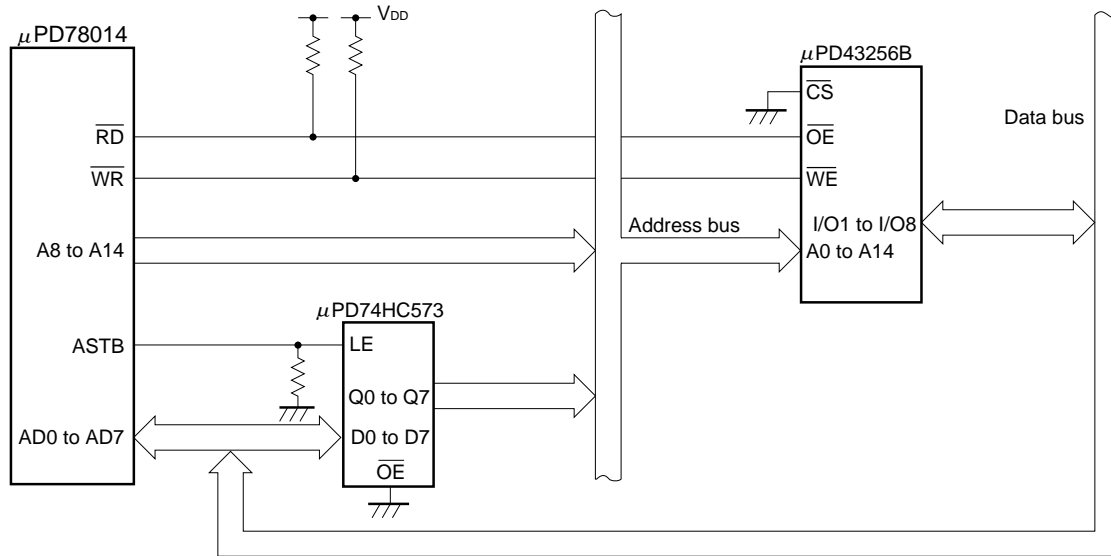 VDD
μPD78014
μPD43256B
CS
Data bus
RD
OE
WR
WE
I/O1 to I/O8
Address bus
A8 to A14
A0 to A14
μPD74HC573
ASTB
LE
Q0 to Q7
AD0 to AD7
D0 to D7
OE